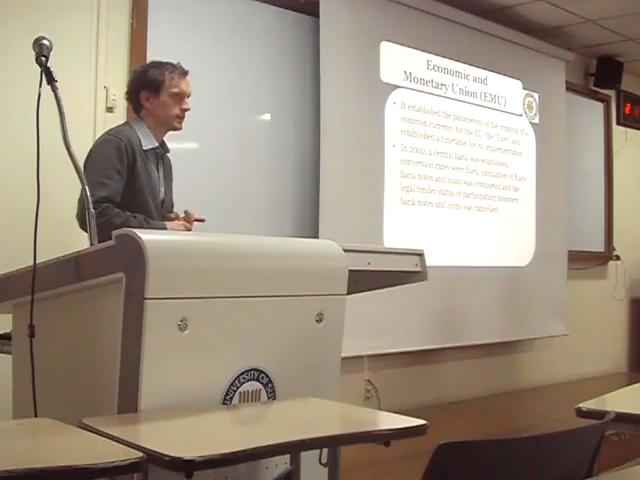 Economic and
Monetary Union (EMU)
• It established the parameters of the creating of a
common currency for the EU the "Euro" and
established a timetable for its implementation
• In 2002, a central bank was established,
conversion rates were fixed, circulation of Euro
bank notes and coins was competed and the
legal tender status of participating members
bank notes and coins was canceled
UNIVERSITY OF